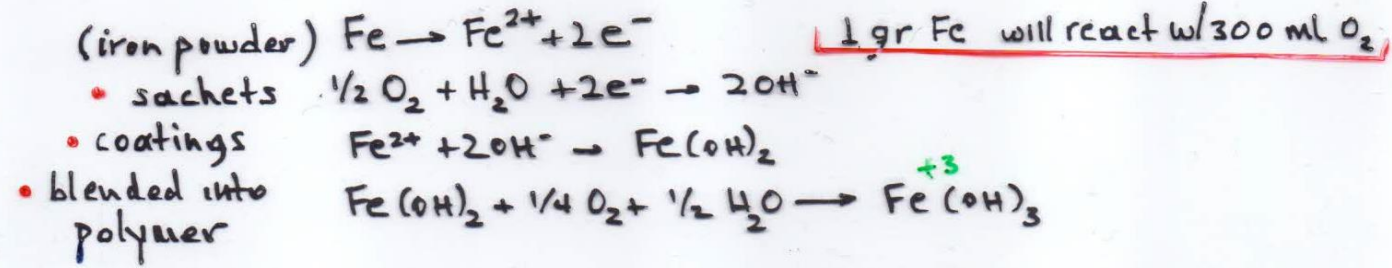 (iron powder) Fe → Fe²⁺ + 2e⁻
1 gr Fe will react w/ 300 ml O₂
• sachets ½ O₂ + H₂O + 2e⁻ → 2OH⁻
• coatings Fe²⁺ + 2OH⁻ → Fe(OH)₂
+3
• blended into Fe(OH)₂ + 1/4 O₂ + ½ H₂O → Fe(OH)₃
polymer